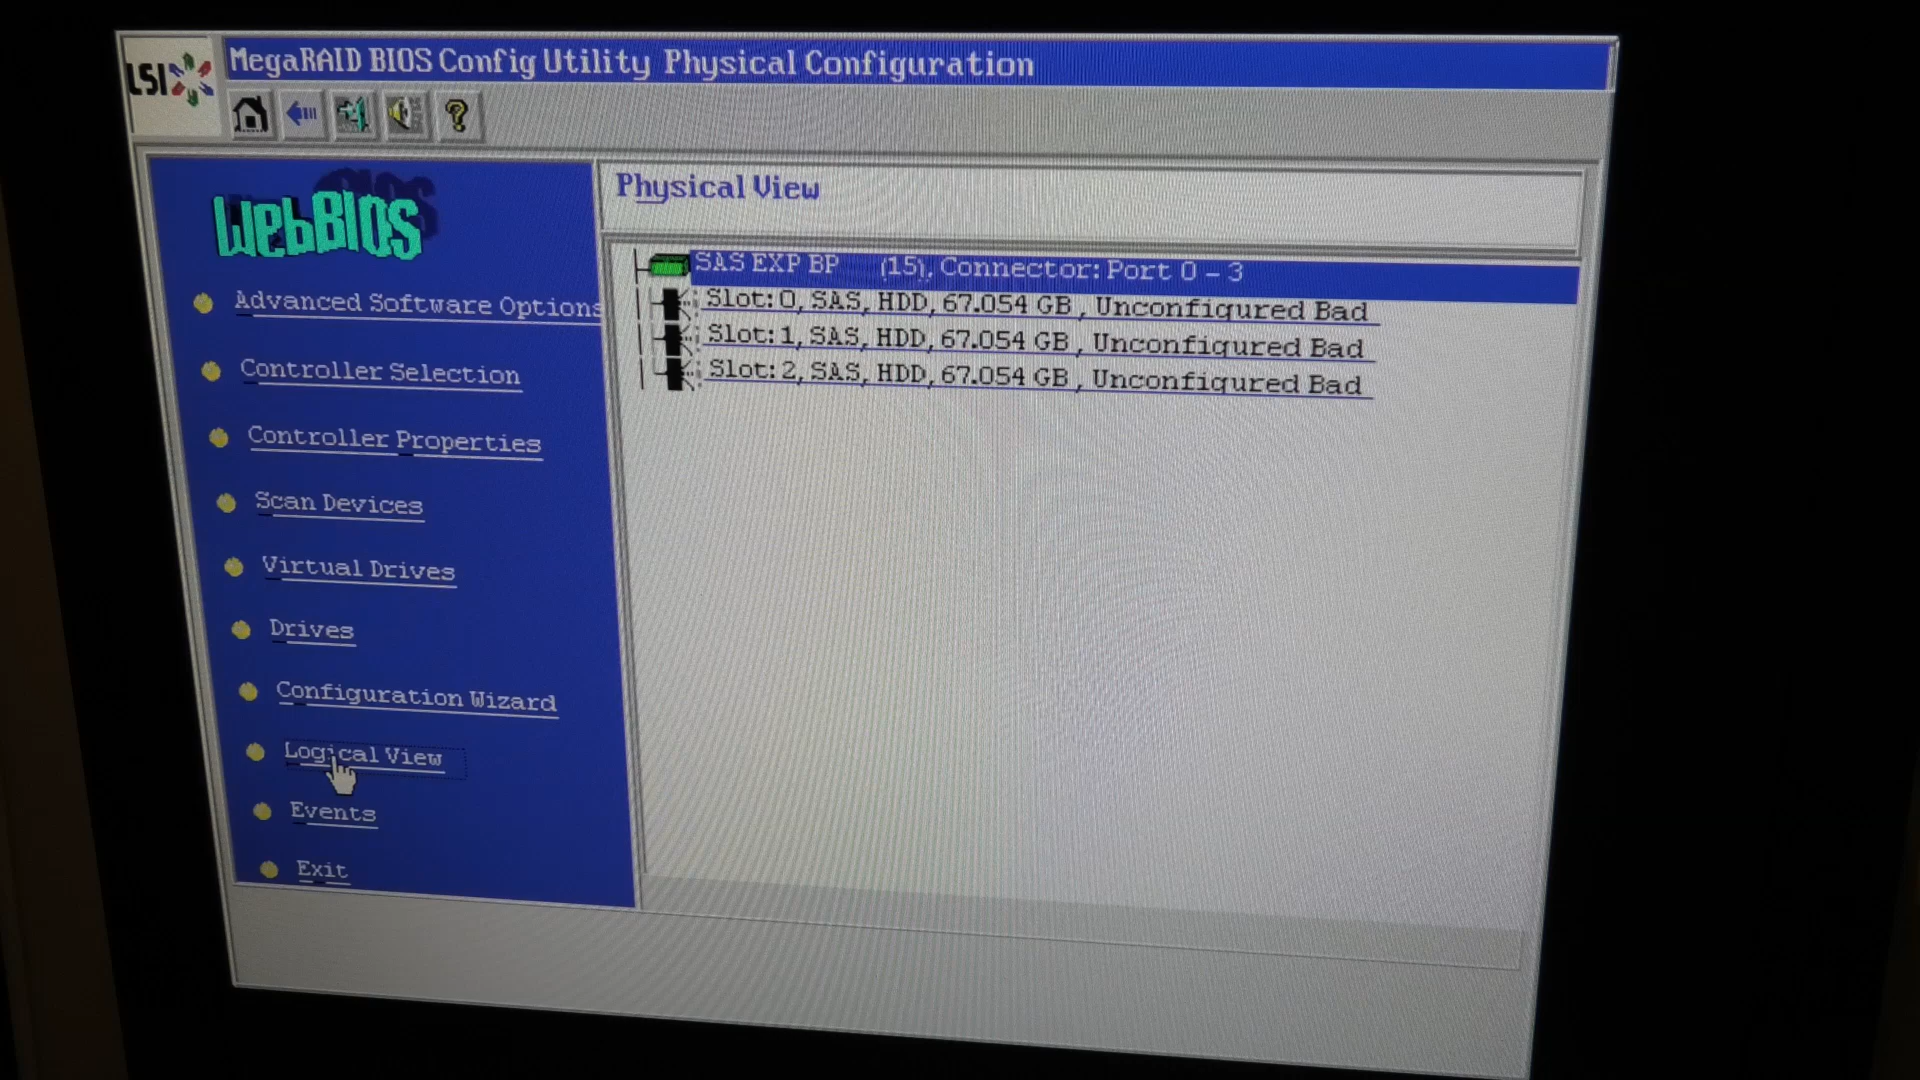 LSI
MegaRAID BIOS Config Utility Physical Configuration
WebBIOS
Physical View
SAS EXP BP (15), Connector: Port 0 - 3
Slot: 0, SAS, HDD, 67.054 GB , Unconfigured Bad
Slot: 1, SAS, HDD, 67.054 GB , Unconfigured Bad
Slot: 2, SAS, HDD, 67.054 GB , Unconfigured Bad
Advanced Software Options
Controller Selection
Controller Properties
Scan Devices
Virtual Drives
Drives
Configuration Wizard
Logical View
Events
Exit